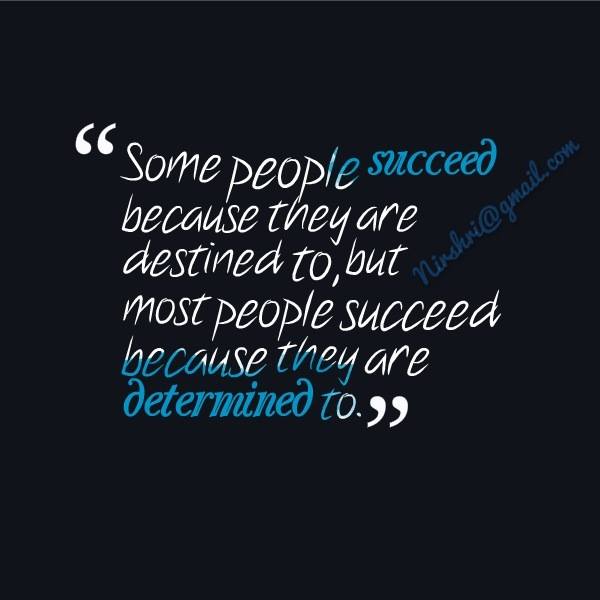 “Some people succeed
because they are
destined to, but
most people succeed
because they are
determined to.”
Nirshri@gmail.com